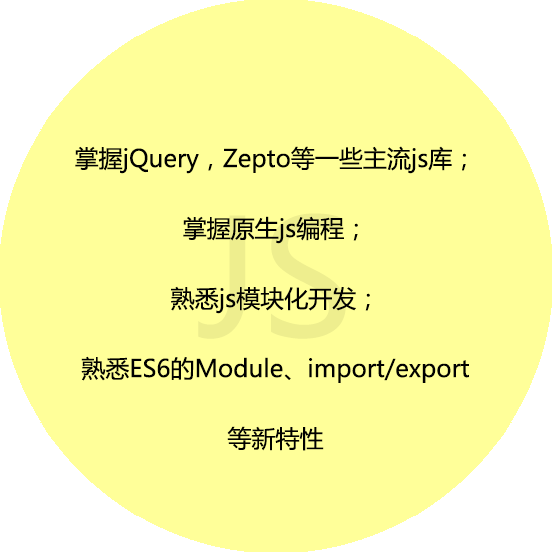 掌握jQuery，Zepto等一些主流js库；
JS
掌握原生js编程；
熟悉js模块化开发；
熟悉ES6的Module、import/export
等新特性